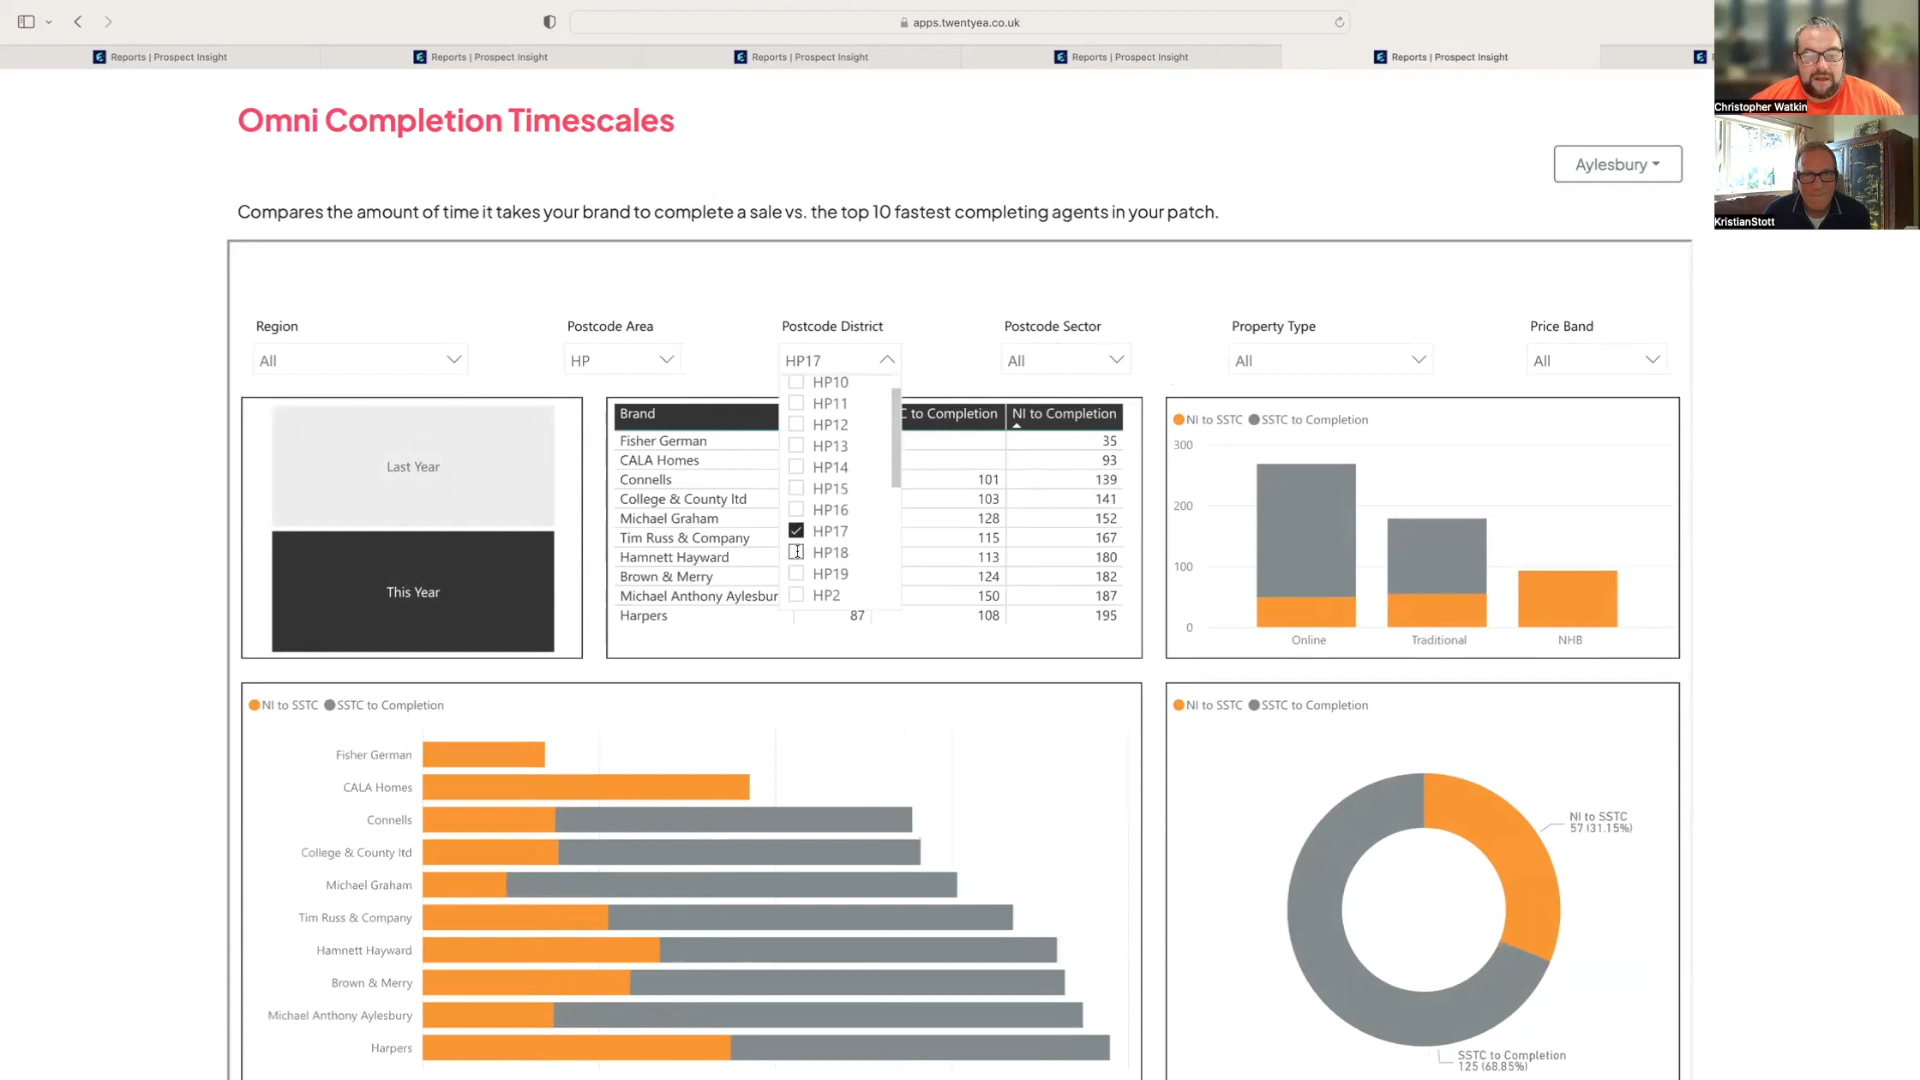 apps.twentyea.co.uk
Reports | Prospect Insight
Reports | Prospect Insight
Reports | Prospect Insight
Reports | Prospect Insight
Reports | Prospect Insight
Christopher Watkin
KristianStott
Omni Completion Timescales
Aylesbury
Compares the amount of time it takes your brand to complete a sale vs. the top 10 fastest completing agents in your patch.
Region
Postcode Area
Postcode District
Postcode Sector
Property Type
Price Band
All
HP
HP17
All
All
All
HP10
HP11
HP12
HP13
HP14
HP15
HP16
HP17
HP18
HP19
HP2
Last Year
This Year
Brand
C to Completion
NI to Completion
Fisher German 35
CALA Homes 93
Connells 101 139
College & County ltd 103 141
Michael Graham 128 152
Tim Russ & Company 115 167
Hamnett Hayward 113 180
Brown & Merry 124 182
Michael Anthony Aylesbur 150 187
Harpers 87 108 195
NI to SSTC SSTC to Completion
300
200
100
0
Online
Traditional
NHB
NI to SSTC SSTC to Completion
Fisher German
CALA Homes
Connells
College & County ltd
Michael Graham
Tim Russ & Company
Hamnett Hayward
Brown & Merry
Michael Anthony Aylesbury
Harpers
NI to SSTC SSTC to Completion
NI to SSTC
57 (31.15%)
SSTC to Completion
125 (68.85%)